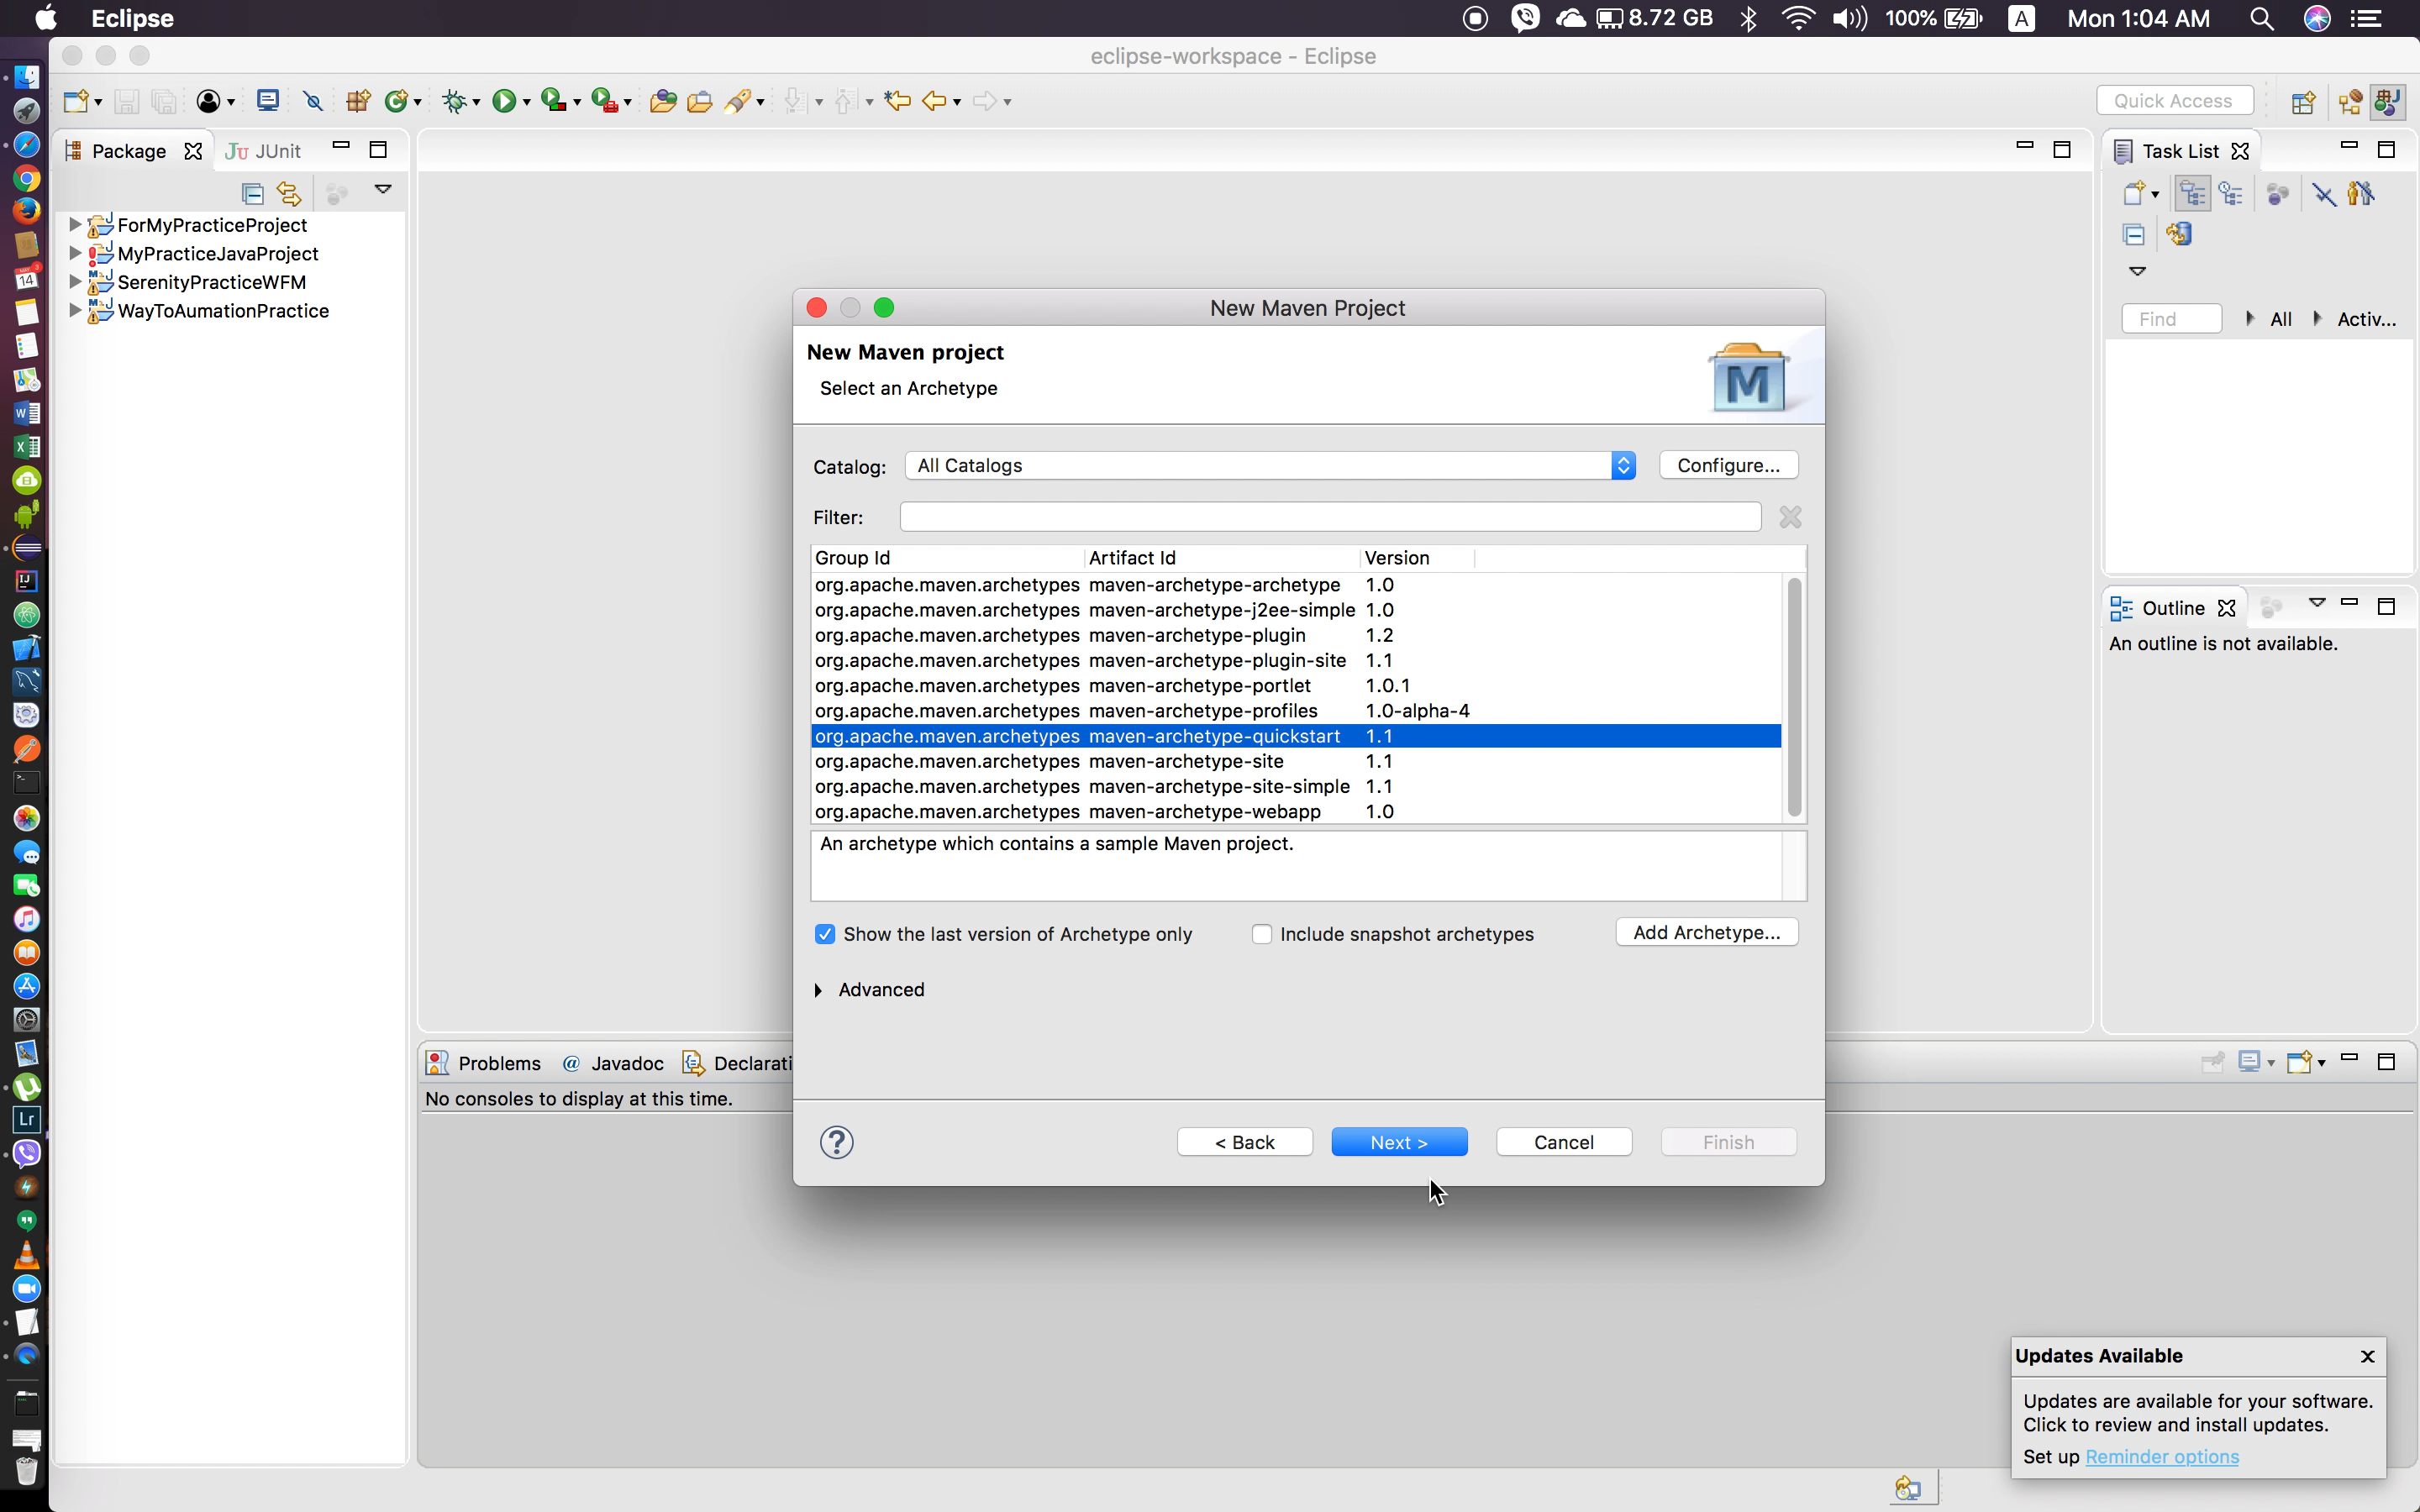 Eclipse
8.72 GB 100% A Mon 1:04 AM
eclipse-workspace - Eclipse
Quick Access
Package JUnit
ForMyPracticeProject
MyPracticeJavaProject
SerenityPracticeWFM
WayToAumationPractice
Task List
Find All Activ...
Outline
An outline is not available.
New Maven Project
New Maven project
Select an Archetype
M
Catalog: All Catalogs Configure...
Filter:
Group Id Artifact Id Version
org.apache.maven.archetypes maven-archetype-archetype 1.0
org.apache.maven.archetypes maven-archetype-j2ee-simple 1.0
org.apache.maven.archetypes maven-archetype-plugin 1.2
org.apache.maven.archetypes maven-archetype-plugin-site 1.1
org.apache.maven.archetypes maven-archetype-portlet 1.0.1
org.apache.maven.archetypes maven-archetype-profiles 1.0-alpha-4
org.apache.maven.archetypes maven-archetype-quickstart 1.1
org.apache.maven.archetypes maven-archetype-site 1.1
org.apache.maven.archetypes maven-archetype-site-simple 1.1
org.apache.maven.archetypes maven-archetype-webapp 1.0
An archetype which contains a sample Maven project.
Show the last version of Archetype only Include snapshot archetypes Add Archetype...
Advanced
? < Back Next > Cancel Finish
Problems @ Javadoc Declarati
No consoles to display at this time.
Updates Available X
Updates are available for your software.
Click to review and install updates.
Set up Reminder options
14
W
X
IJ
Lr